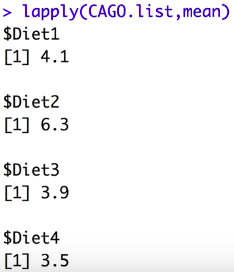 > lapply(CAGO.list,mean)
$Diet1
[1] 4.1
$Diet2
[1] 6.3
$Diet3
[1] 3.9
$Diet4
[1] 3.5